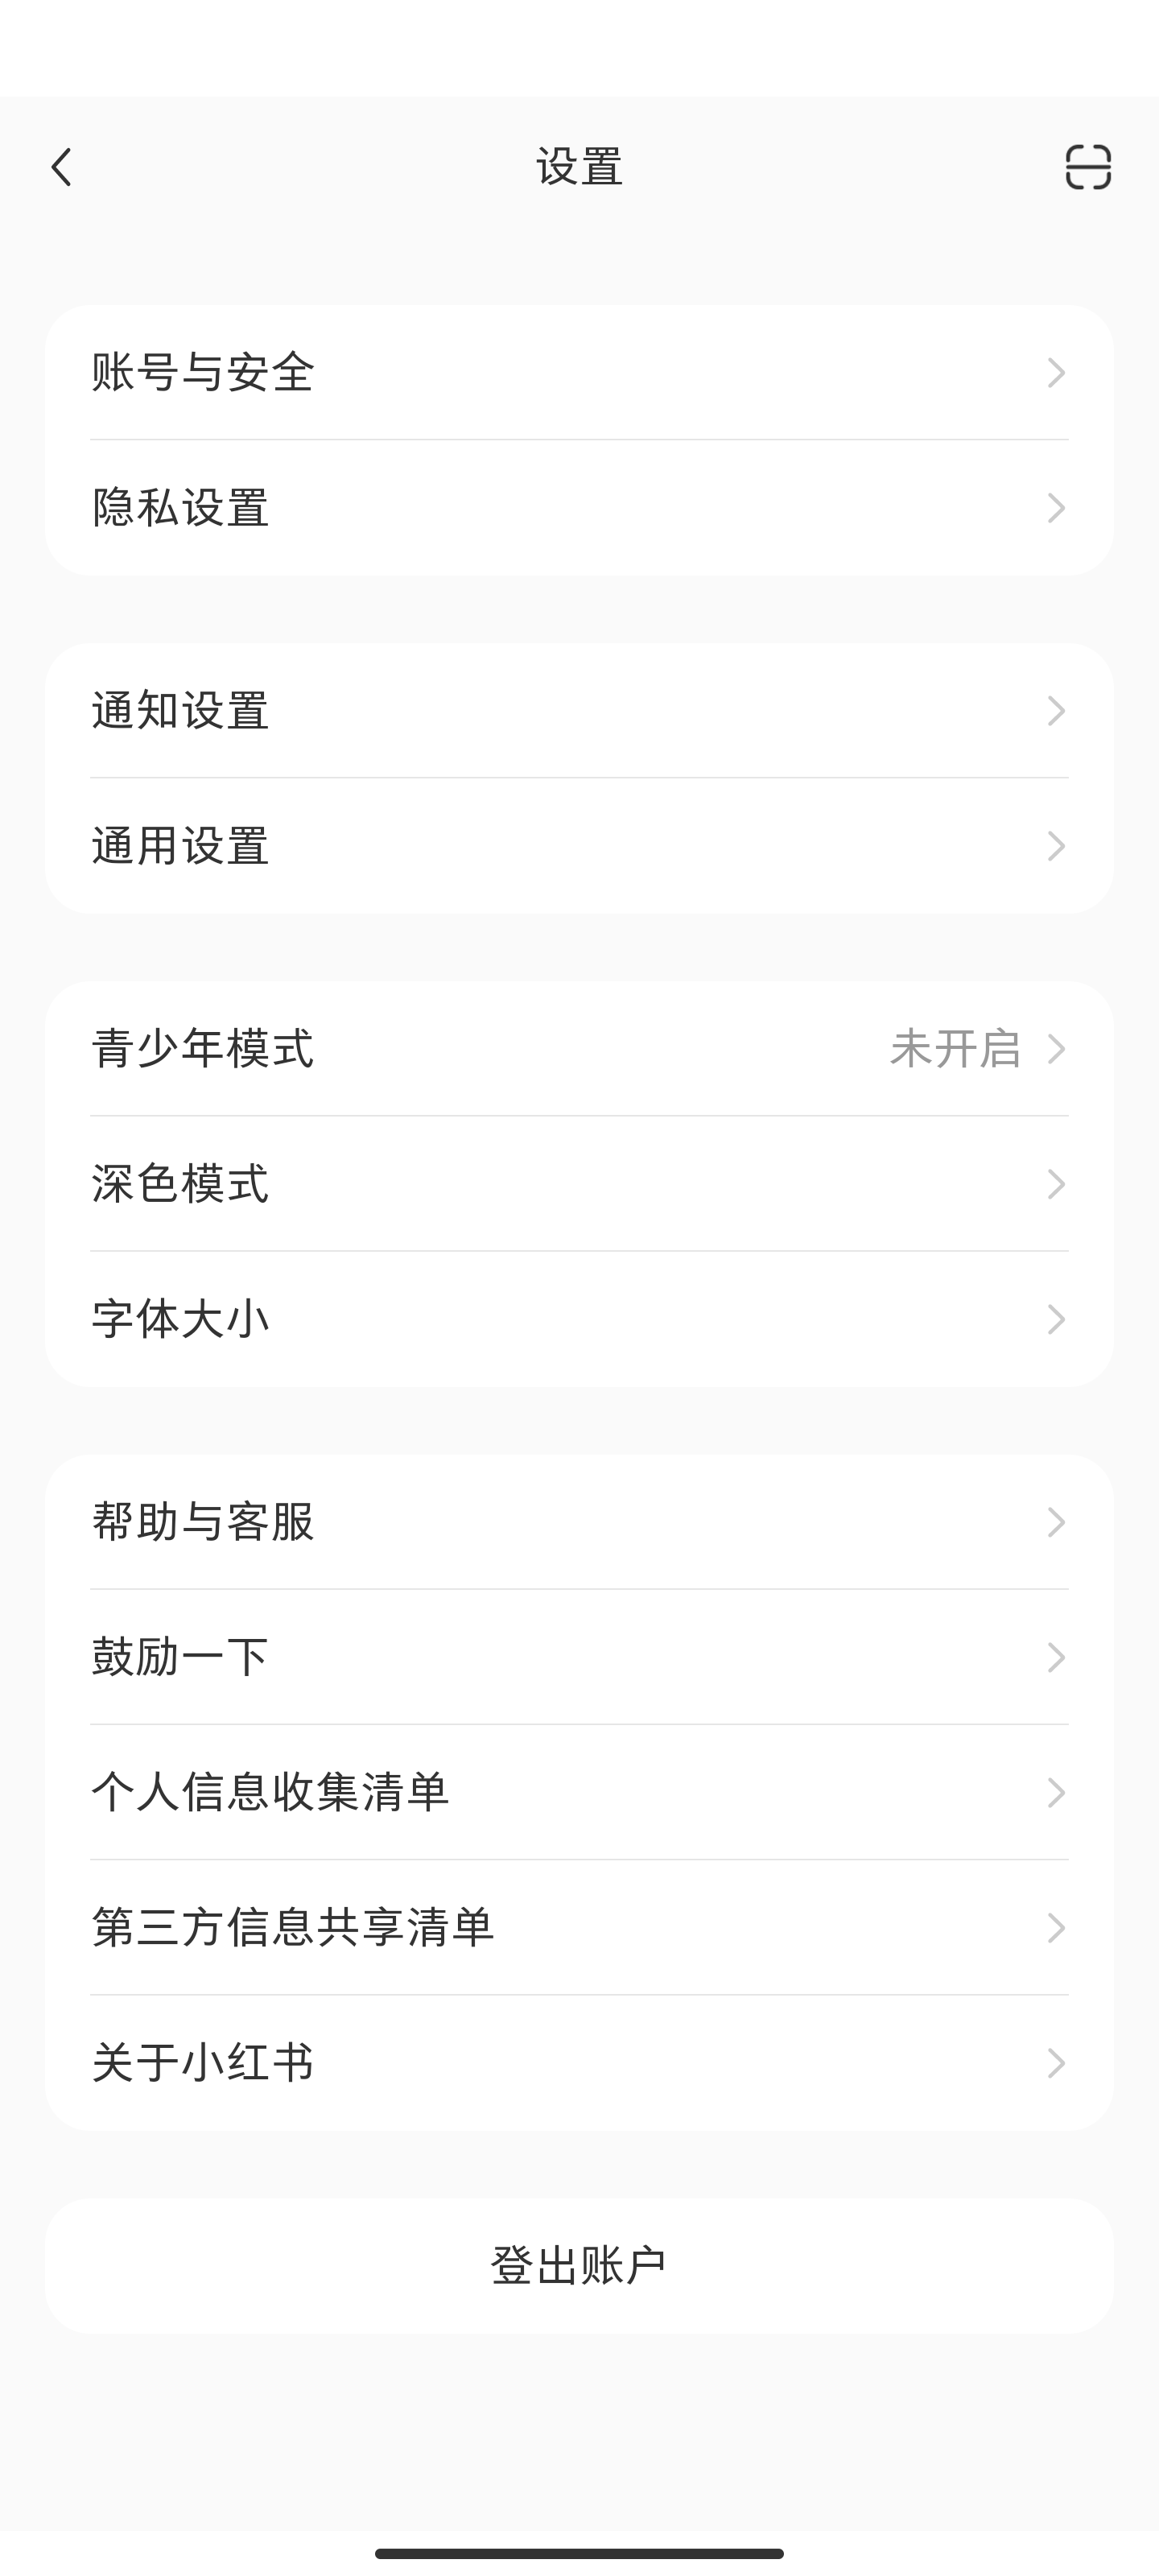 设置
账号与安全
隐私设置
通知设置
通用设置
青少年模式 未开启
深色模式
字体大小
帮助与客服
鼓励一下
个人信息收集清单
第三方信息共享清单
关于小红书
登出账户